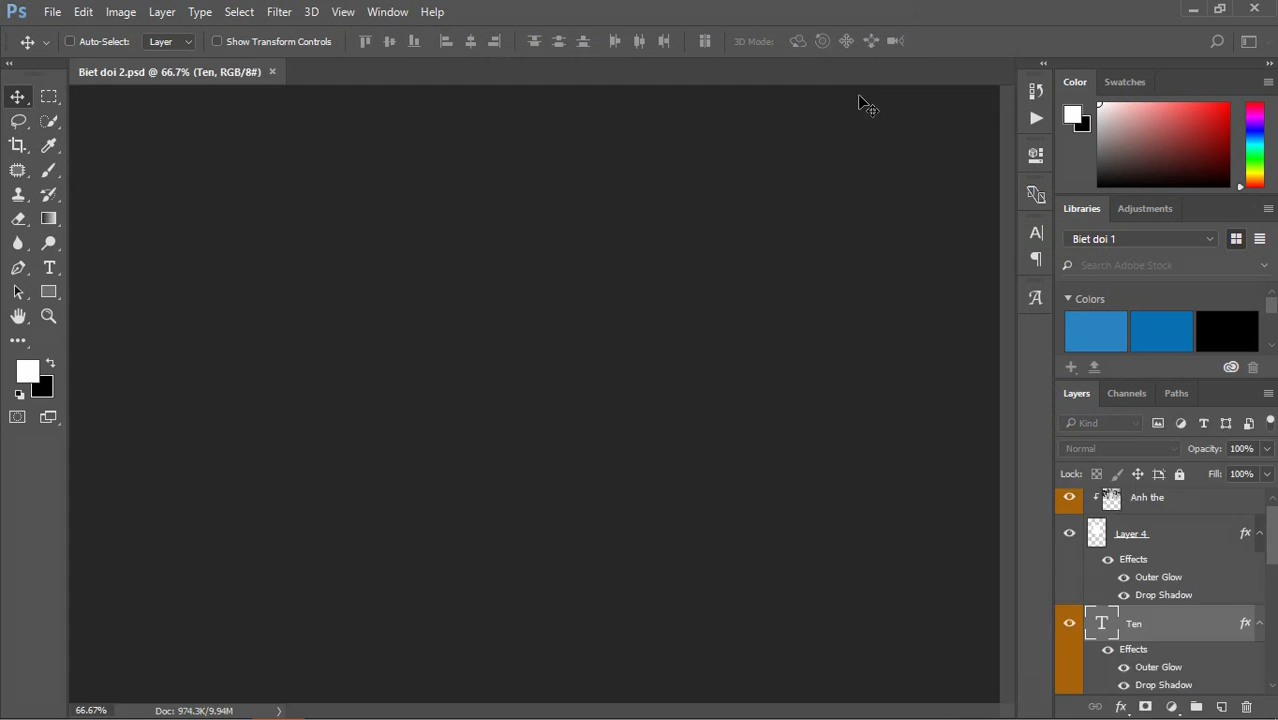 Ps File Edit Image Layer Type Select Filter 3D View Window Help
Auto-Select: Layer Show Transform Controls 3D Mode:
Biet doi 2.psd @ 66.7% (Ten, RGB/8#) ×
Color Swatches
Libraries Adjustments
Biet doi 1
Search Adobe Stock
Colors
Layers Channels Paths
Kind
Normal Opacity: 100%
Lock: Fill: 100%
Anh the
Layer 4 fx
Effects
Outer Glow
Drop Shadow
T Ten fx
Effects
Outer Glow
Drop Shadow
66.67% Doc: 974.3K/9.94M